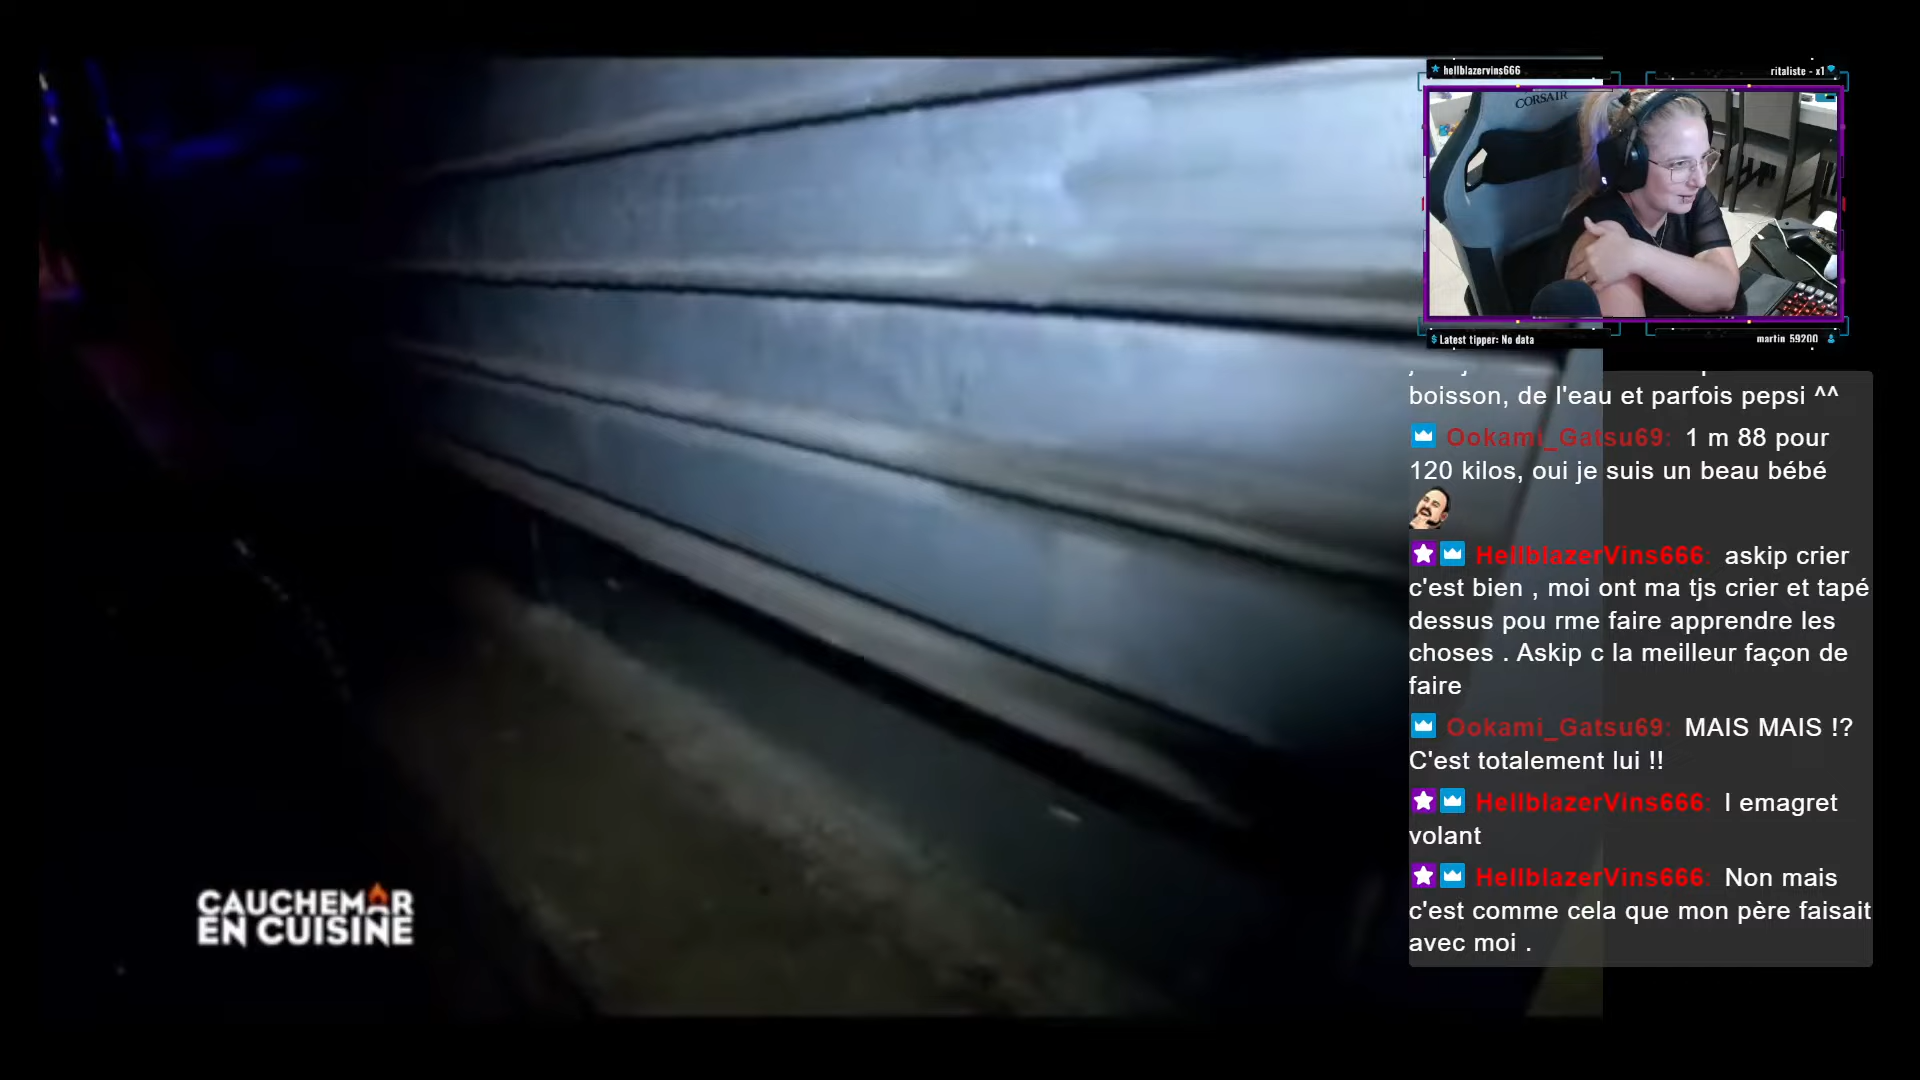 hellblazervins666
ritaliste - x1
CORSAIR
Latest tipper: No data
martin_59200
boisson, de l'eau et parfois pepsi ^^
Ookami_Gatsu69: 1 m 88 pour
120 kilos, oui je suis un beau bébé
HellblazerVins666: askip crier
c'est bien , moi ont ma tjs crier et tapé
dessus pou rme faire apprendre les
choses . Askip c la meilleur façon de
faire
Ookami_Gatsu69: MAIS MAIS !?
C'est totalement lui !!
HellblazerVins666: l emagret
volant
HellblazerVins666: Non mais
c'est comme cela que mon père faisait
avec moi .
CAUCHEMAR
EN CUISINE